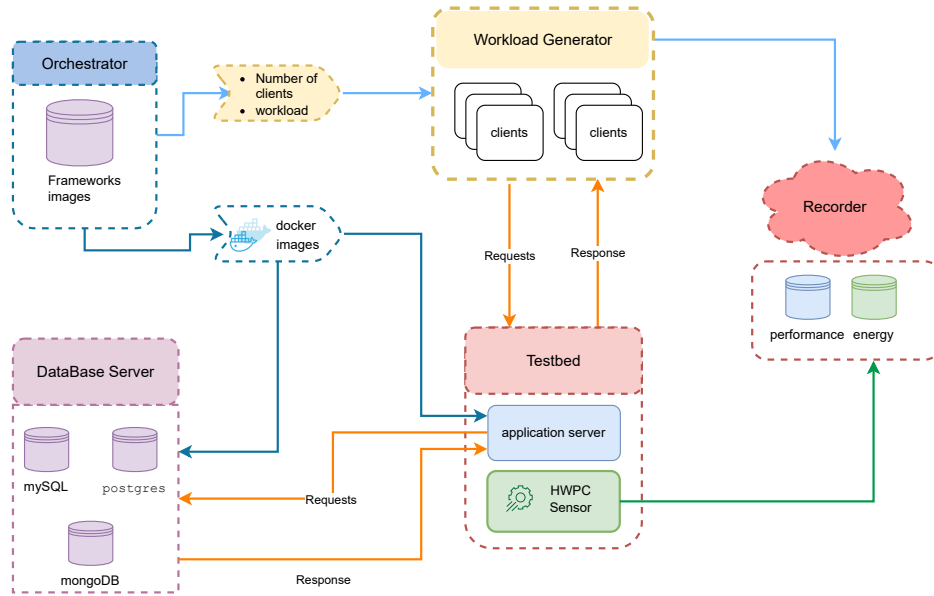 Orchestrator
Frameworks
images
Number of
clients
workload
Workload Generator
clients
clients
Recorder
performance
energy
docker
images
Requests
Response
DataBase Server
mySQL
postgres
mongoDB
Testbed
application server
HWPC
Sensor
Requests
Response